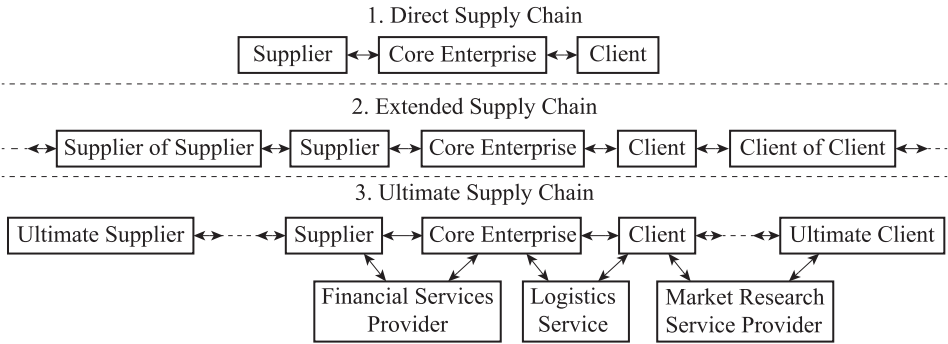 1. Direct Supply Chain
Supplier
Core Enterprise
Client
2. Extended Supply Chain
Supplier of Supplier
Supplier
Core Enterprise
Client
Client of Client
3. Ultimate Supply Chain
Ultimate Supplier
Supplier
Core Enterprise
Client
Ultimate Client
Financial Services
Provider
Logistics
Service
Market Research
Service Provider